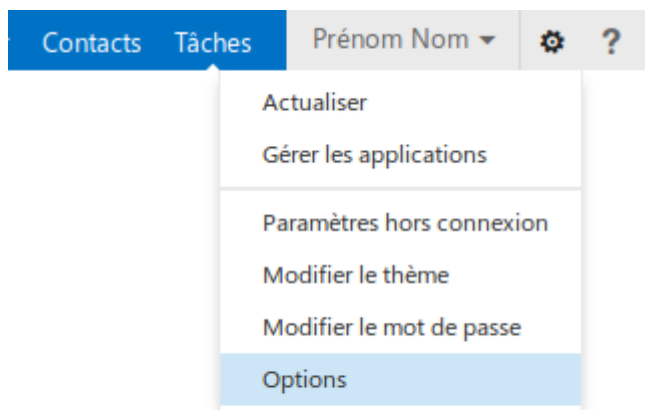 Contacts Tâches Prénom Nom ?
Actualiser
Gérer les applications
Paramètres hors connexion
Modifier le thème
Modifier le mot de passe
Options